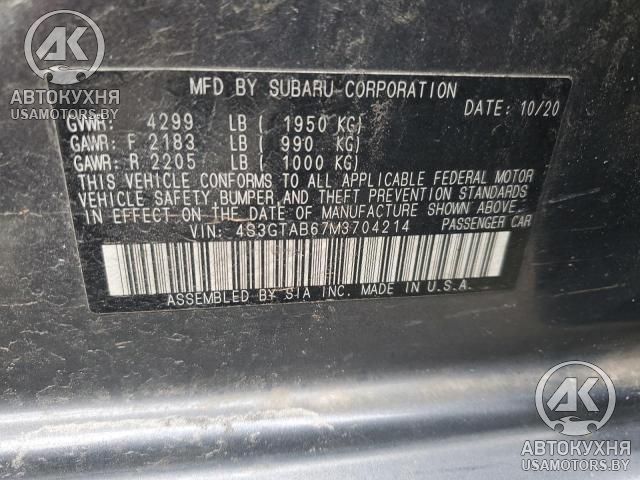 AK
АВТОКУХНЯ
USAMOTORS.BY
MFD BY SUBARU CORPORATION
DATE: 10/20
GVWR: 4299 LB ( 1950 KG)
GAWR: F 2183 LB ( 990 KG)
GAWR: R 2205 LB ( 1000 KG)
THIS VEHICLE CONFORMS TO ALL APPLICABLE FEDERAL MOTOR
VEHICLE SAFETY, BUMPER, AND THEFT PREVENTION STANDARDS
IN EFFECT ON THE DATE OF MANUFACTURE SHOWN ABOVE.
VIN: 4S3GTAB67M3704214 PASSENGER CAR
ASSEMBLED BY SIA INC. MADE IN U.S.A.
AK
АВТОКУХНЯ
USAMOTORS.BY